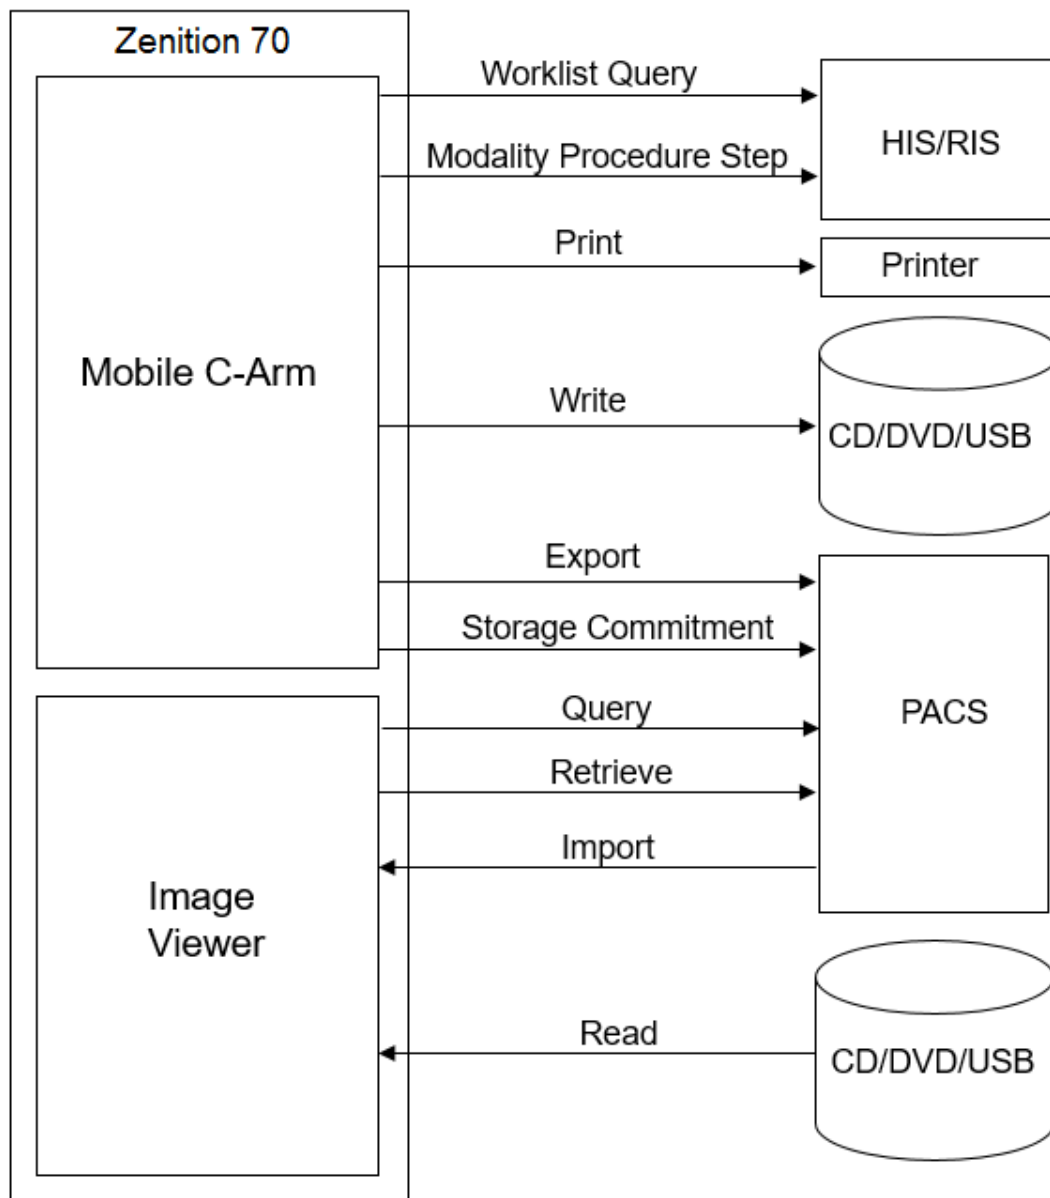 Zenition 70
Worklist Query
HIS/RIS
Modality Procedure Step
Print
Printer
Mobile C-Arm
Write
CD/DVD/USB
Export
Storage Commitment
Query
PACS
Retrieve
Import
Image
Viewer
Read
CD/DVD/USB